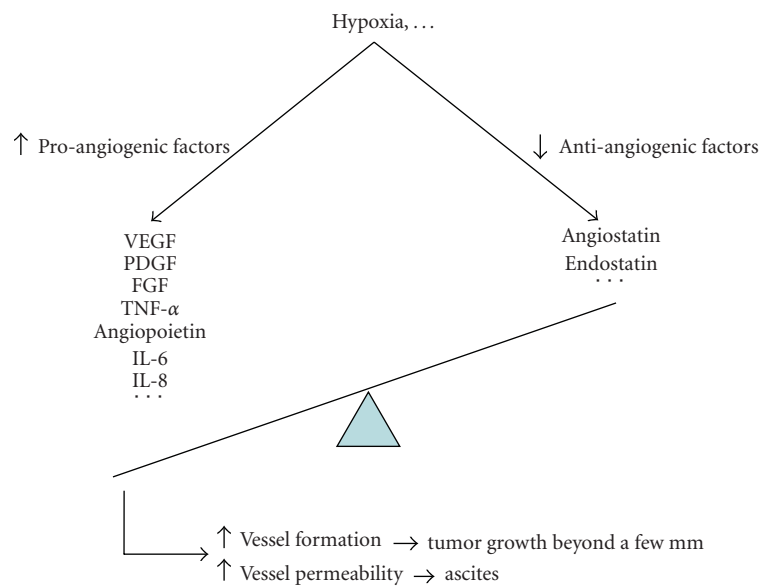 Hypoxia, ...
↑ Pro-angiogenic factors
↓ Anti-angiogenic factors
VEGF
PDGF
FGF
TNF-α
Angiopoietin
IL-6
IL-8
...
Angiostatin
Endostatin
...
↑ Vessel formation → tumor growth beyond a few mm
↑ Vessel permeability → ascites